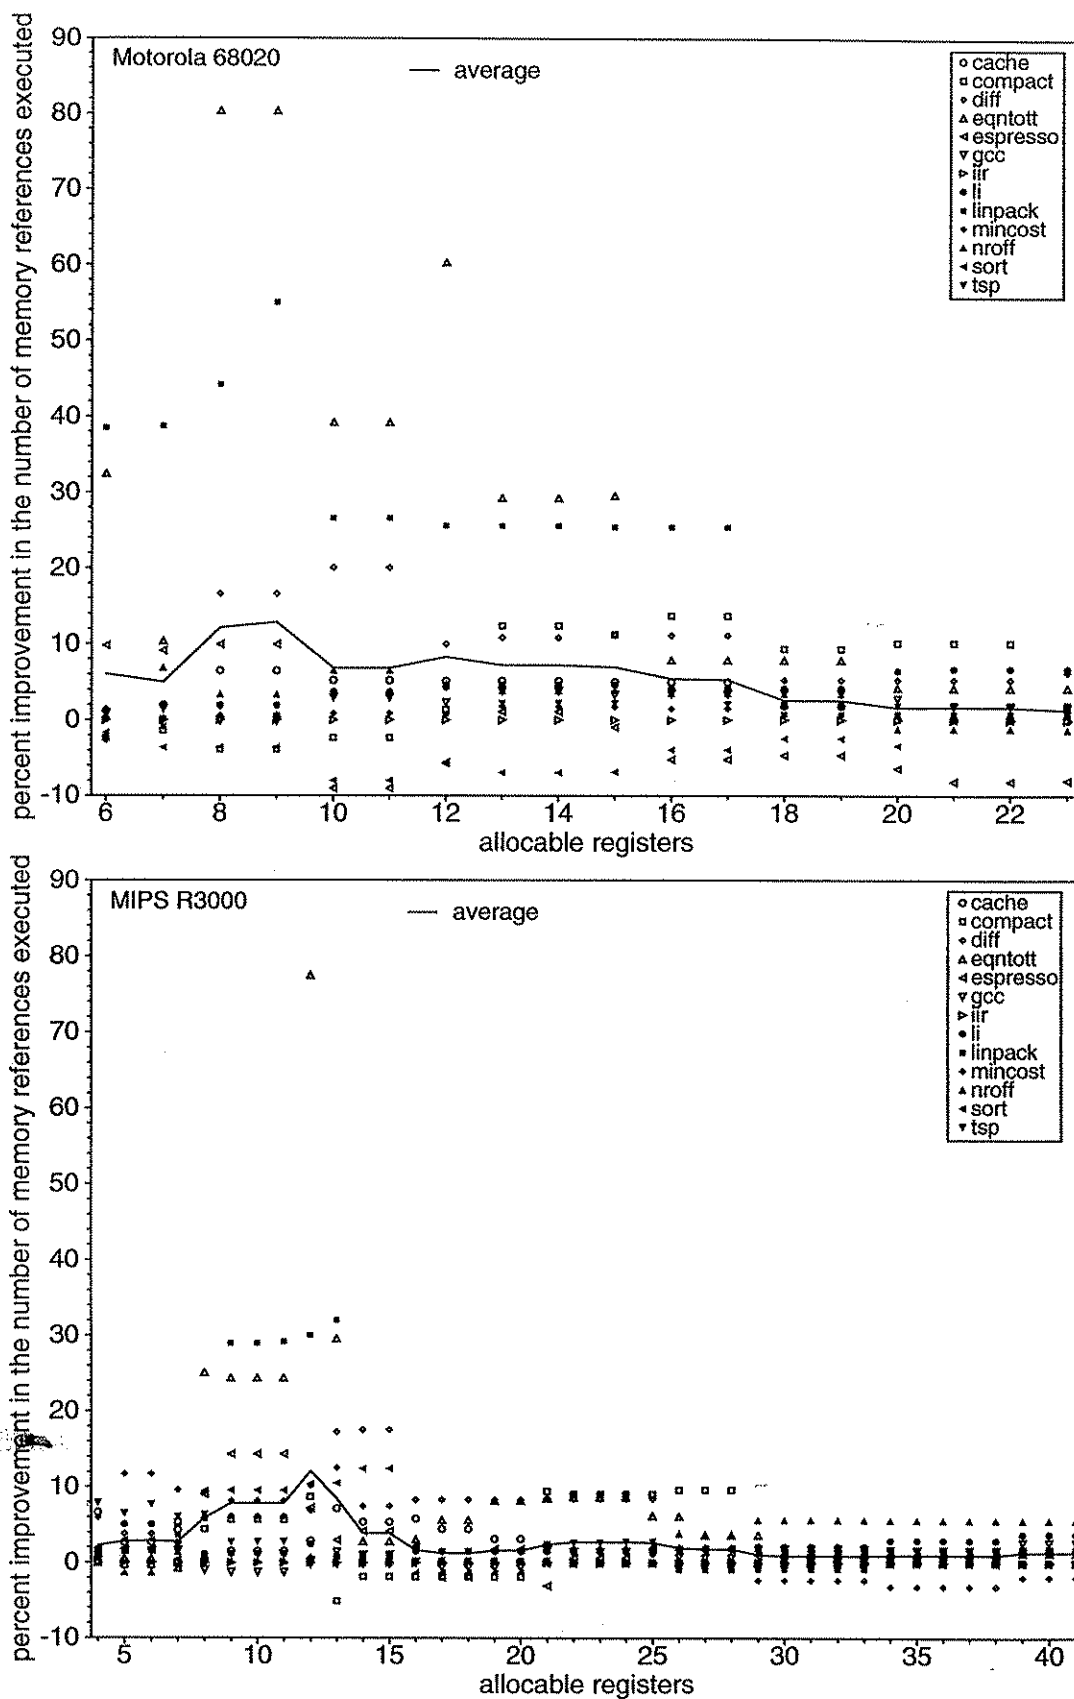 percent improvement in the number of memory references executed
90
80
70
60
50
40
30
20
10
0
-10
Motorola 68020
average
cache
compact
diff
eqntott
espresso
gcc
iir
li
linpack
mincost
nroff
sort
tsp
6 8 10 12 14 16 18 20 22
allocable registers
percent improvement in the number of memory references executed
90
80
70
60
50
40
30
20
10
0
-10
MIPS R3000
average
cache
compact
diff
eqntott
espresso
gcc
iir
li
linpack
mincost
nroff
sort
tsp
5 10 15 20 25 30 35 40
allocable registers